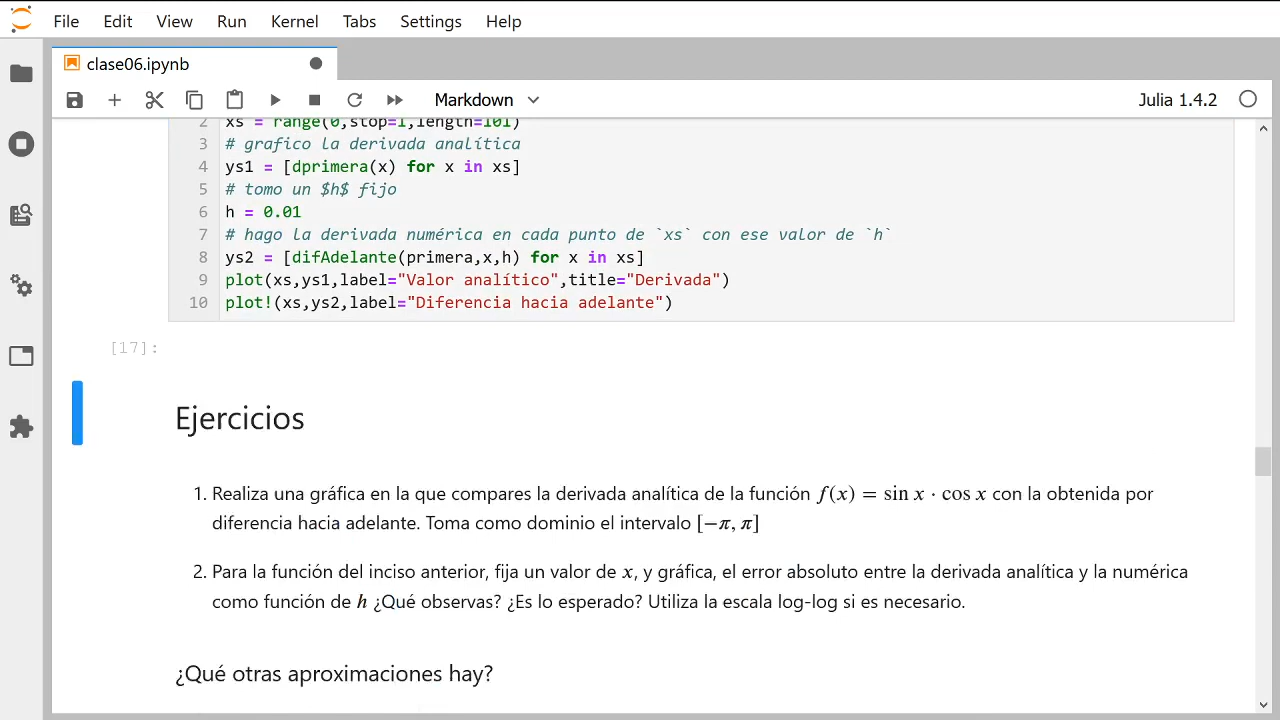 File Edit View Run Kernel Tabs Settings Help
clase06.ipynb
Markdown
Julia 1.4.2
2 xs = range(0,stop=1,length=101)
3 # grafico la derivada analítica
4 ys1 = [dprimera(x) for x in xs]
5 # tomo un $h$ fijo
6 h = 0.01
7 # hago la derivada numérica en cada punto de `xs` con ese valor de `h`
8 ys2 = [difAdelante(primera,x,h) for x in xs]
9 plot(xs,ys1,label="Valor analítico",title="Derivada")
10 plot!(xs,ys2,label="Diferencia hacia adelante")
[17]:
Ejercicios
1. Realiza una gráfica en la que compares la derivada analítica de la función f(x) = sin x · cos x con la obtenida por
diferencia hacia adelante. Toma como dominio el intervalo [−π, π]
2. Para la función del inciso anterior, fija un valor de x, y gráfica, el error absoluto entre la derivada analítica y la numérica
como función de h ¿Qué observas? ¿Es lo esperado? Utiliza la escala log-log si es necesario.
¿Qué otras aproximaciones hay?